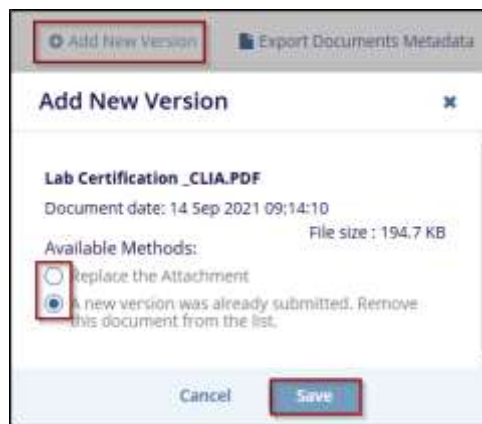 Add New Version Export Documents Metadata
Add New Version
Lab Certification _CLIA.PDF
Document date: 14 Sep 2021 09:14:10
File size : 194.7 KB
Available Methods:
Replace the Attachment
A new version was already submitted. Remove
this document from the list.
Cancel Save